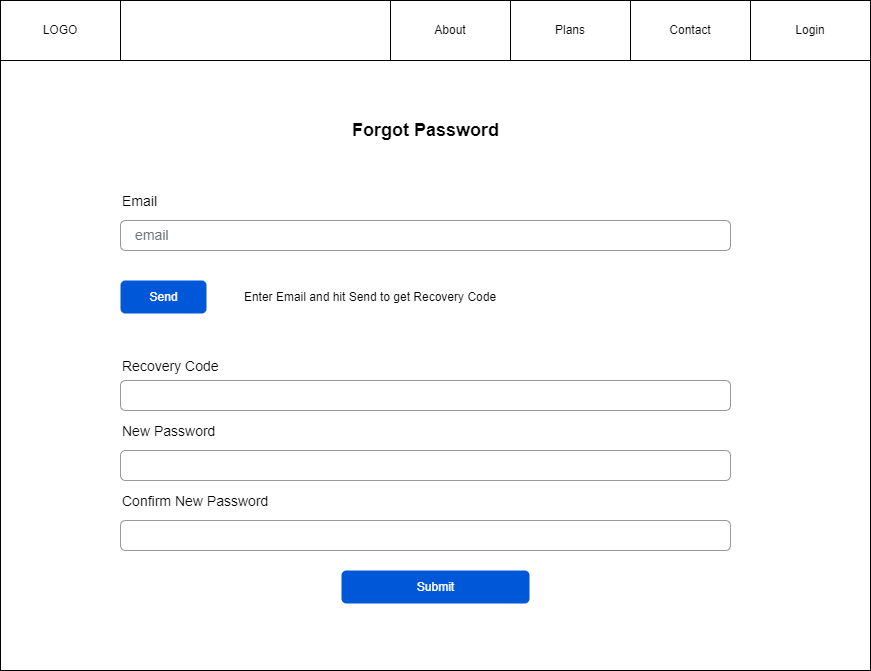 LOGO About Plans Contact Login
Forgot Password
Email
email
Send Enter Email and hit Send to get Recovery Code
Recovery Code
New Password
Confirm New Password
Submit